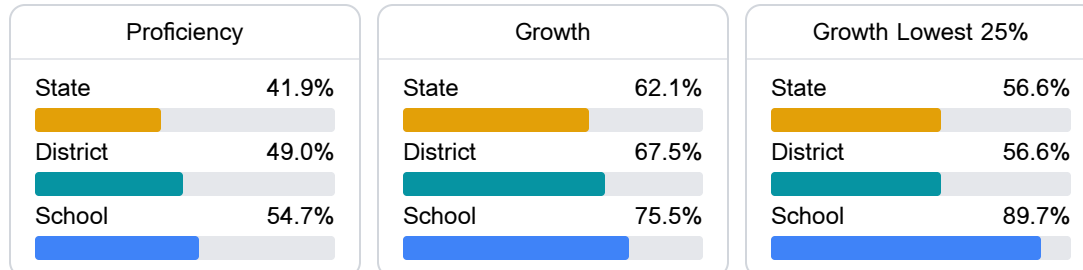 Proficiency
State 41.9%
District 49.0%
School 54.7%
Growth
State 62.1%
District 67.5%
School 75.5%
Growth Lowest 25%
State 56.6%
District 56.6%
School 89.7%